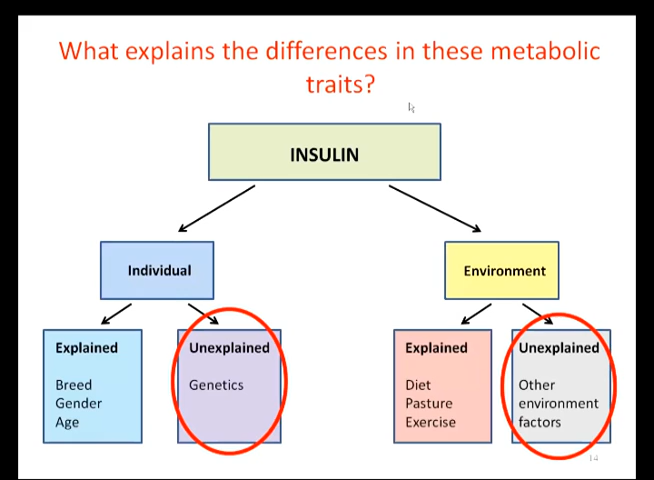 What explains the differences in these metabolic
traits?
INSULIN
Individual
Environment
Explained
Breed
Gender
Age
Unexplained
Genetics
Explained
Diet
Pasture
Exercise
Unexplained
Other
environment
factors
14